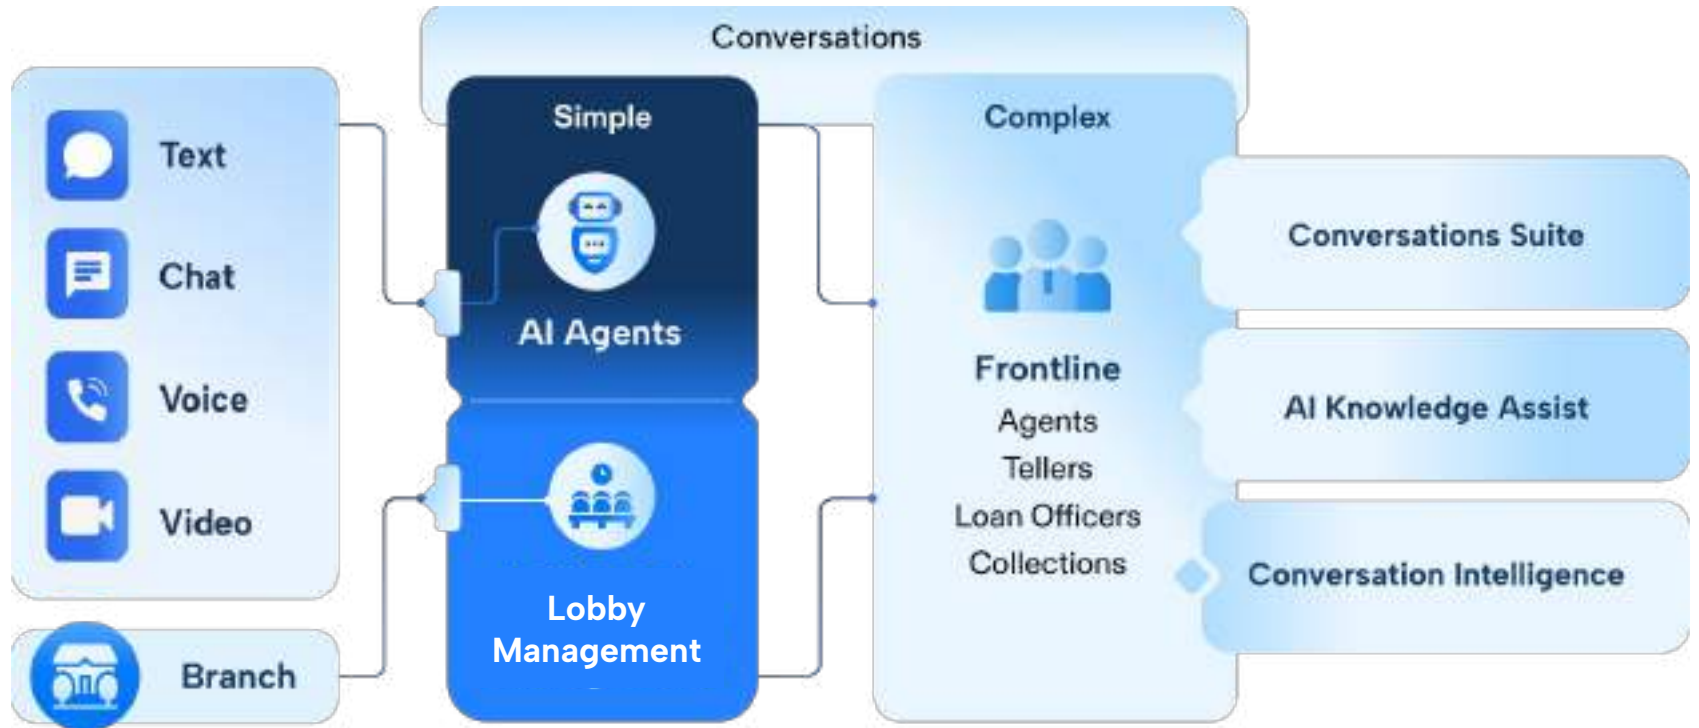 Conversations
Text
Chat
Voice
Video
Branch
Simple
AI Agents
Lobby
Management
Complex
Frontline
Agents
Tellers
Loan Officers
Collections
Conversations Suite
AI Knowledge Assist
Conversation Intelligence